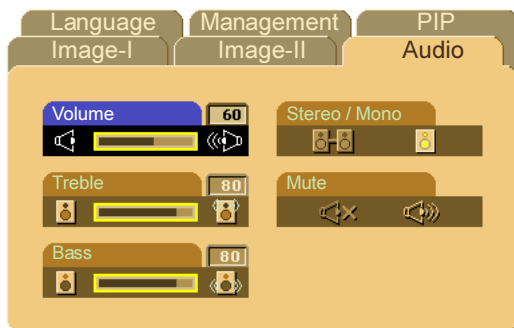 Language Management PIP
Image-I Image-II Audio
Volume 60 Stereo / Mono
Treble 80 Mute
Bass 80